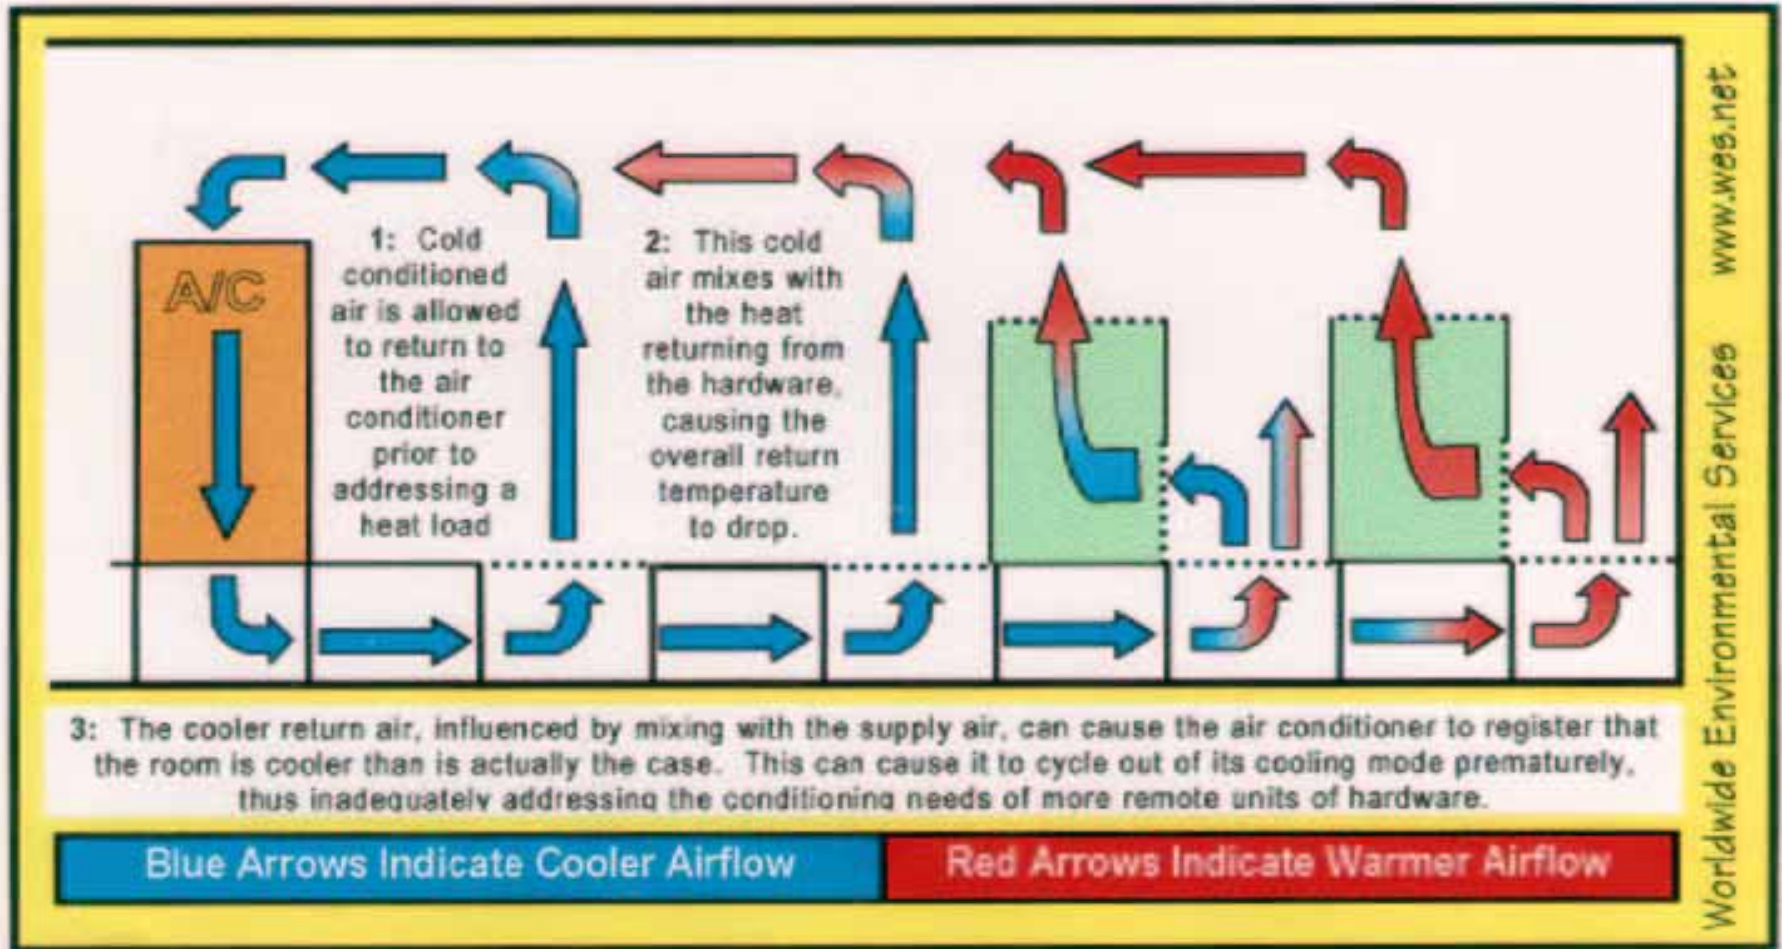 A/C
1: Cold
conditioned
air is allowed
to return to
the air
conditioner
prior to
addressing a
heat load
2: This cold
air mixes with
the heat
returning from
the hardware,
causing the
overall return
temperature
to drop.
3: The cooler return air, influenced by mixing with the supply air, can cause the air conditioner to register that
the room is cooler than is actually the case. This can cause it to cycle out of its cooling mode prematurely,
thus inadequately addressing the conditioning needs of more remote units of hardware.
Blue Arrows Indicate Cooler Airflow
Red Arrows Indicate Warmer Airflow
Worldwide Environmental Services www.wes.net